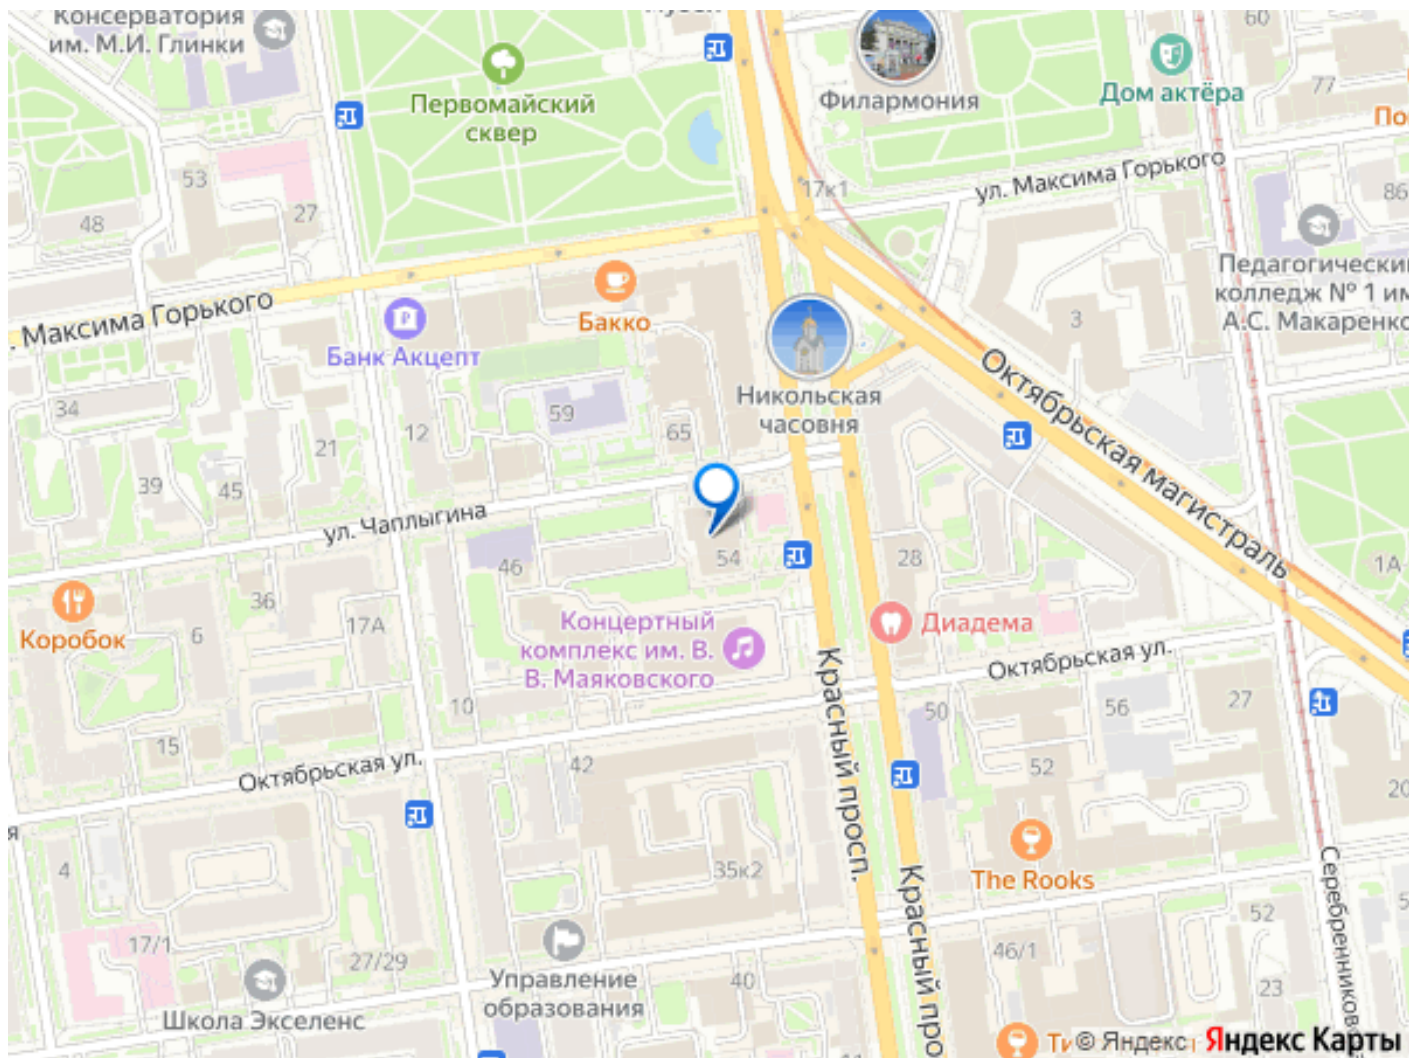 Консерватория
им. М.И. Глинки
Первомайский
сквер
Филармония
60
Дом актёра
77
53
48
27
17к1
ул. Максима Горького
86
Педагогический
колледж № 1 им
А.С. Макаренко
Максима Горького
Бакко
Банк Акцепт
3
Никольская
часовня
Октябрьская магистраль
34
59
12
65
21
39
45
ул. Чаплыгина
46
54
28
1А
36
17А
6
Коробок
Концертный
комплекс им. В.
В. Маяковского
Диадема
Октябрьская ул.
10
15
Октябрьская ул.
42
Красный просп.
50
56
27
52
20
4
35к2
The Rooks
Красный про
Серебренников
17/1
27/29
Управление
образования
40
46/1
52
23
Школа Экселенс
© Яндекс
Яндекс Карты